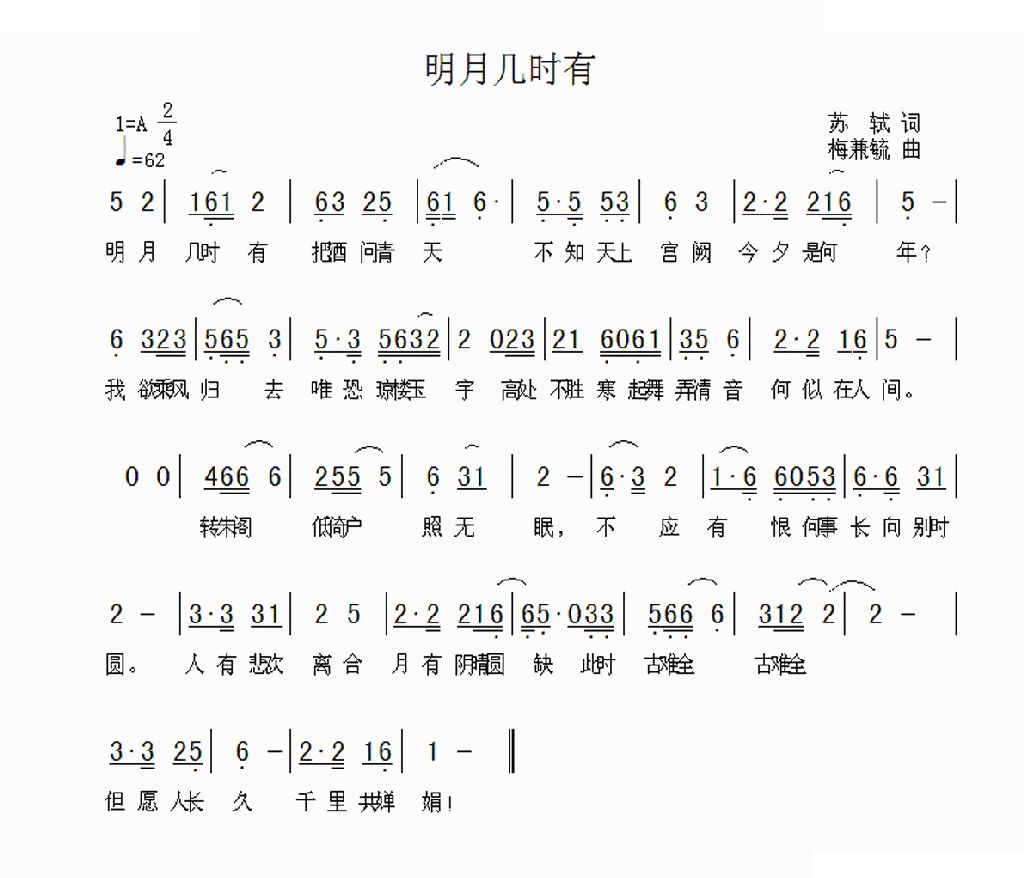 明月几时有
1=A 2/4
♩=62
苏 轼 词
梅兼毓 曲
5 2 | 161 2 | 63 25 | 61 6· | 5·5 53 | 6 3 | 2·2 216 | 5 - |
明 月 几时 有 把酒 问青 天 不 知 天上 宫 阙 今 夕 是何 年?
6 323 | 565 3 | 5·3 5632 | 2 023 | 21 6061 | 35 6 | 2·2 16 | 5 - |
我 欲乘风 归 去 唯 恐 琼楼玉 宇 高处 不胜 寒 起舞 弄清 音 何 似 在人 间。
0 0 | 466 6 | 255 5 | 6 31 | 2 - | 6·3 2 | 1·6 6053 | 6·6 31 |
转朱阁 低倚户 照 无 眠, 不 应 有 恨 何事 长 向 别时
2 - | 3·3 31 | 2 5 | 2·2 216 | 65·033 | 566 6 | 312 2 | 2 - |
圆。 人 有 悲欢 离 合 月 有 阴晴圆 缺 此时 古难全 古难全
3·3 25 | 6 - | 2·2 16 | 1 - ‖
但 愿 人长 久 千 里 共婵 娟!